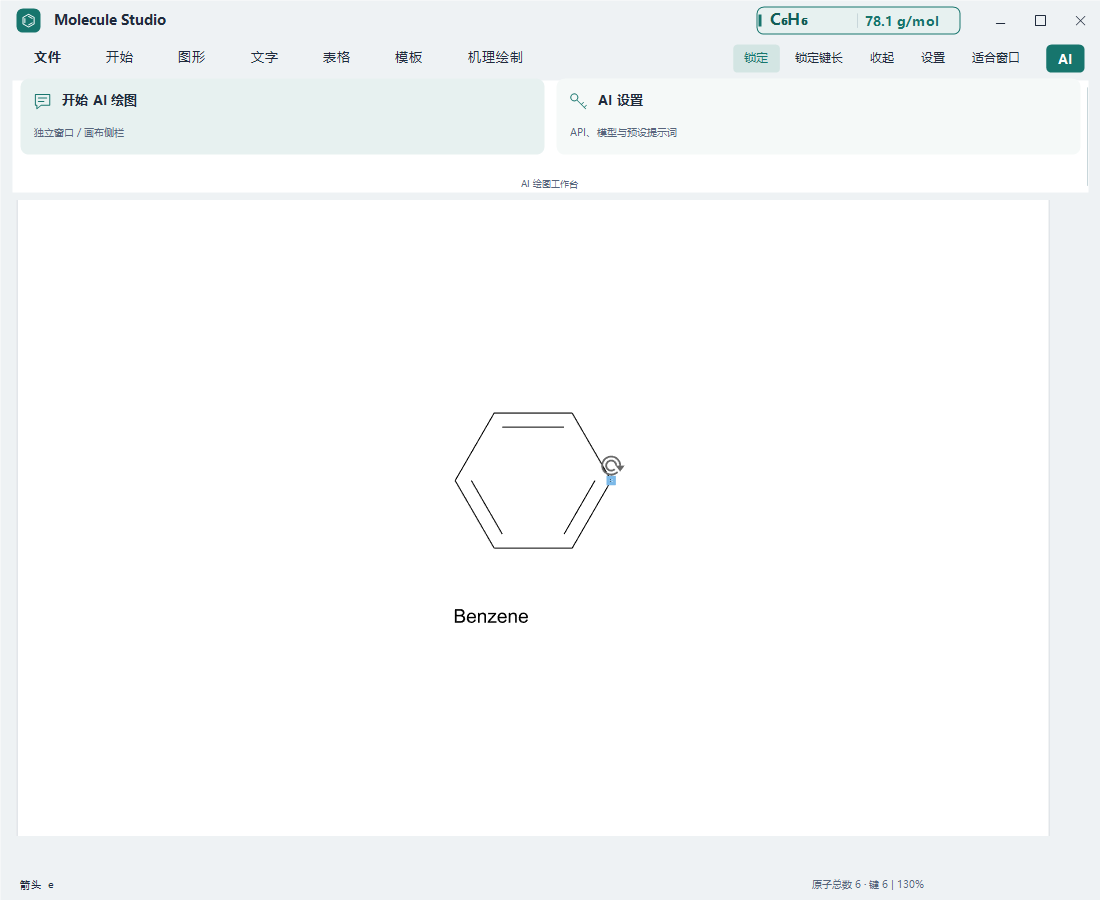 Molecule Studio
C₆H₆ 78.1 g/mol
文件 开始 图形 文字 表格 模板 机理绘制 锁定 锁定键长 收起 设置 适合窗口 AI
开始 AI 绘图
独立窗口 / 画布侧栏
AI 设置
API、模型与预设提示词
AI 绘图工作台
Benzene
箭头 e
原子总数 6 · 键 6 | 130%